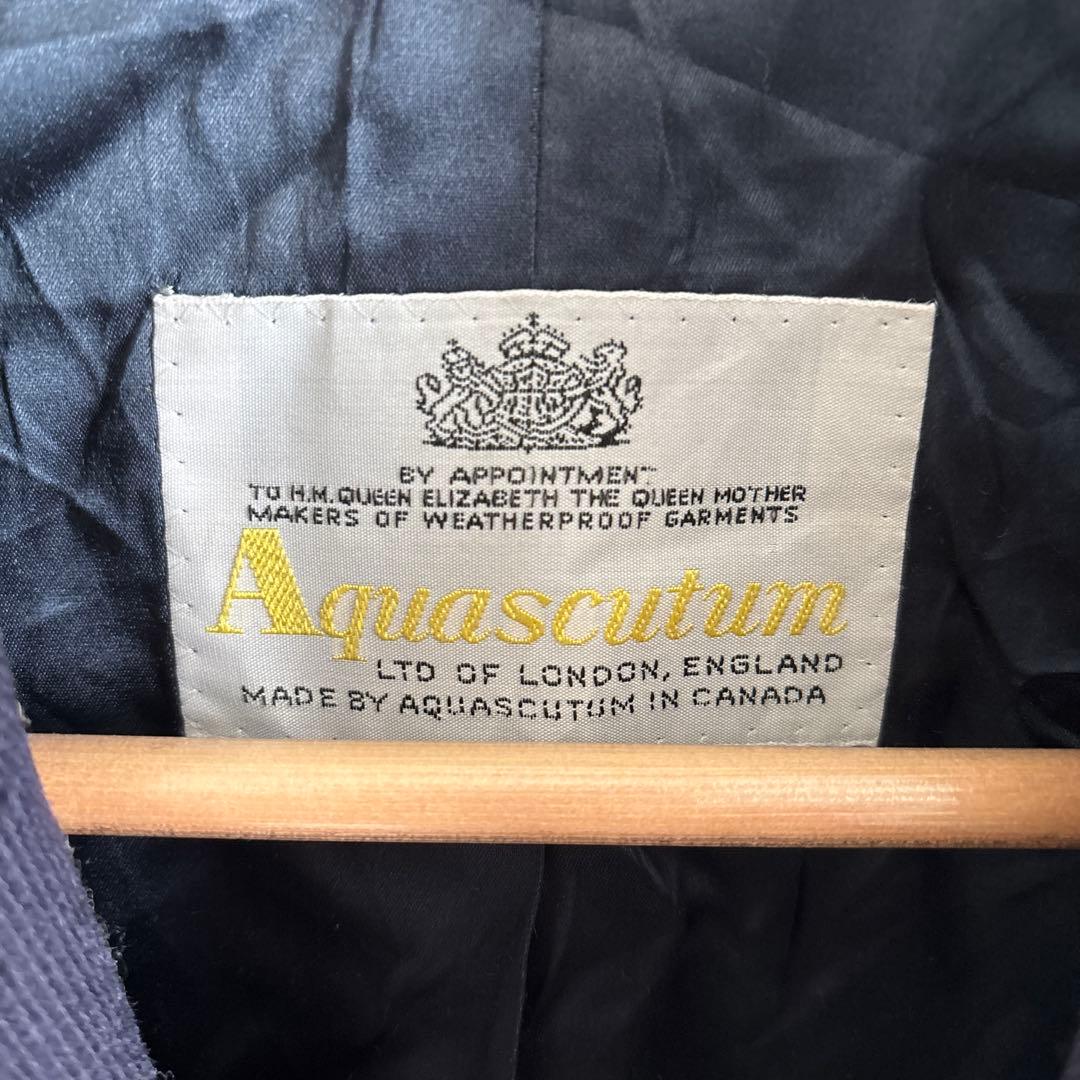 BY APPOINTMENT
TO H.M. QUEEN ELIZABETH THE QUEEN MOTHER
MAKERS OF WEATHERPROOF GARMENTS
Aquascutum
LTD OF LONDON, ENGLAND
MADE BY AQUASCUTUM IN CANADA